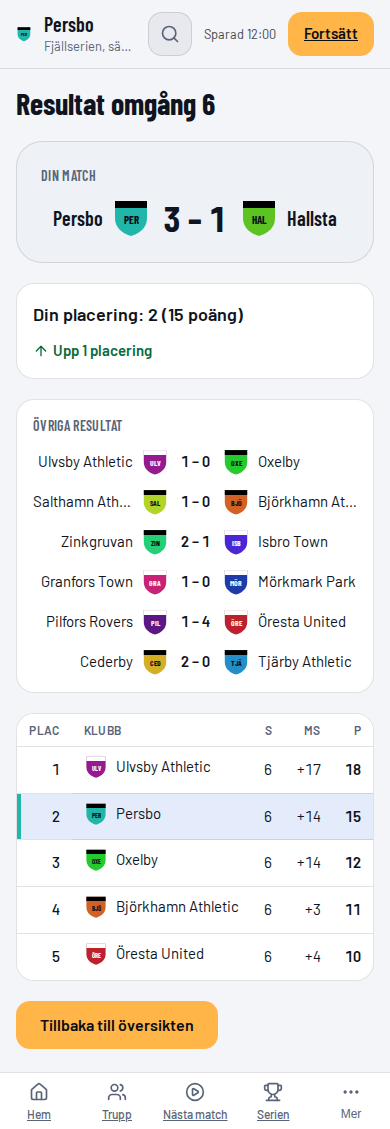 PER
Persbo
Fjällserien, sä...
Sparad 12:00
Fortsätt
Resultat omgång 6
DIN MATCH
Persbo PER 3 – 1 HAL Hallsta
Din placering: 2 (15 poäng)
Upp 1 placering
ÖVRIGA RESULTAT
Ulvsby Athletic ULV 1 – 0 OXE Oxelby
Salthamn Ath... SAL 1 – 0 BJÖ Björkhamn At...
Zinkgruvan ZIN 2 – 1 ISB Isbro Town
Granfors Town GRA 1 – 0 MÖR Mörkmark Park
Pilfors Rovers PIL 1 – 4 ÖRE Öresta United
Cederby CED 2 – 0 TJÄ Tjärby Athletic
PLAC KLUBB S MS P
1 ULV Ulvsby Athletic 6 +17 18
2 PER Persbo 6 +14 15
3 OXE Oxelby 6 +14 12
4 BJÖ Björkhamn Athletic 6 +3 11
5 ÖRE Öresta United 6 +4 10
Tillbaka till översikten
Hem Trupp Nästa match Serien Mer